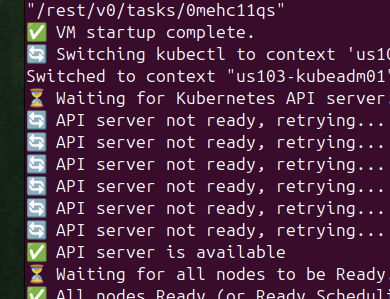 "/rest/v0/tasks/0mehc11qs"
✅ VM startup complete.
🔄 Switching kubectl to context 'us10
Switched to context "us103-kubeadm01"
⏳ Waiting for Kubernetes API server.
🔄 API server not ready, retrying...
🔄 API server not ready, retrying...
🔄 API server not ready, retrying...
🔄 API server not ready, retrying...
🔄 API server not ready, retrying...
🔄 API server not ready, retrying...
✅ API server is available
⏳ Waiting for all nodes to be Ready
✅ All nodes Ready (or Ready,Scheduli